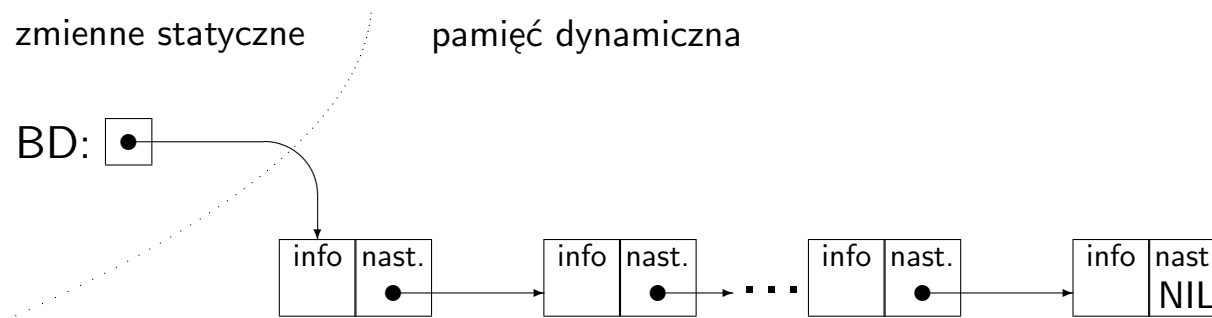 zmienne statyczne pamięć dynamiczna
BD:
info nast. info nast. ... info nast. info nast
NIL